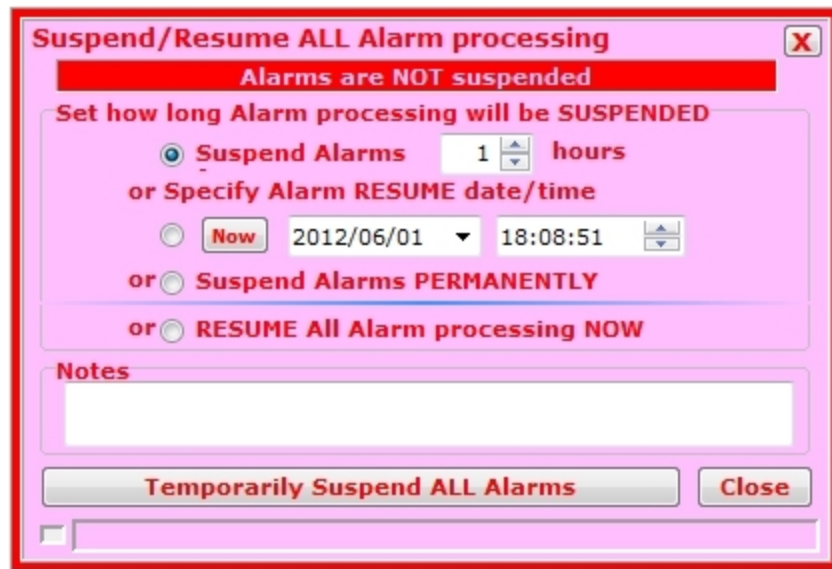 Suspend/Resume ALL Alarm processing X
Alarms are NOT suspended
Set how long Alarm processing will be SUSPENDED
Suspend Alarms 1 hours
or Specify Alarm RESUME date/time
Now 2012/06/01 18:08:51
or Suspend Alarms PERMANENTLY
or RESUME All Alarm processing NOW
Notes
Temporarily Suspend ALL Alarms Close